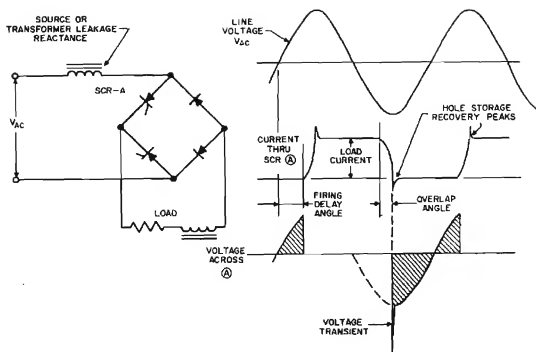 SOURCE OR
TRANSFORMER LEAKAGE
REACTANCE
SCR-A
VAC
LOAD
LINE
VOLTAGE
VAC
CURRENT
THRU
SCR Ⓐ
LOAD
CURRENT
HOLE STORAGE
RECOVERY PEAKS
FIRING
DELAY
ANGLE
OVERLAP
ANGLE
VOLTAGE
ACROSS
Ⓐ
VOLTAGE
TRANSIENT